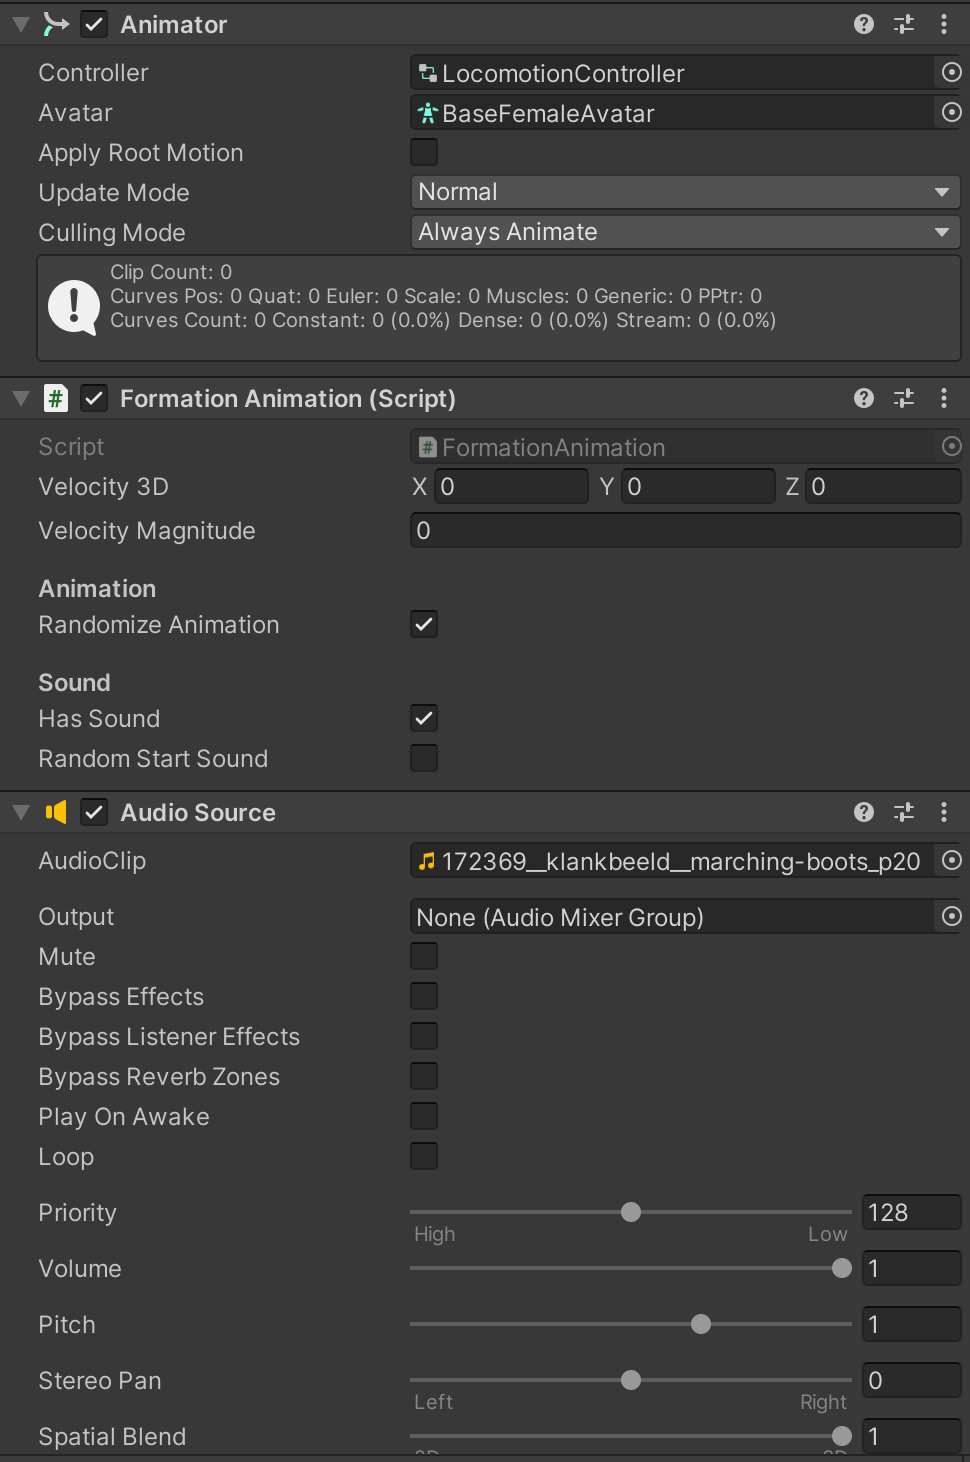 Animator
Controller LocomotionController
Avatar BaseFemaleAvatar
Apply Root Motion
Update Mode Normal
Culling Mode Always Animate
Clip Count: 0
Curves Pos: 0 Quat: 0 Euler: 0 Scale: 0 Muscles: 0 Generic: 0 PPtr: 0
Curves Count: 0 Constant: 0 (0.0%) Dense: 0 (0.0%) Stream: 0 (0.0%)
# Formation Animation (Script)
Script # FormationAnimation
Velocity 3D X 0 Y 0 Z 0
Velocity Magnitude 0
Animation
Randomize Animation
Sound
Has Sound
Random Start Sound
Audio Source
AudioClip 172369__klankbeeld__marching-boots_p20
Output None (Audio Mixer Group)
Mute
Bypass Effects
Bypass Listener Effects
Bypass Reverb Zones
Play On Awake
Loop
Priority 128
High Low
Volume 1
Pitch 1
Stereo Pan 0
Left Right
Spatial Blend 1